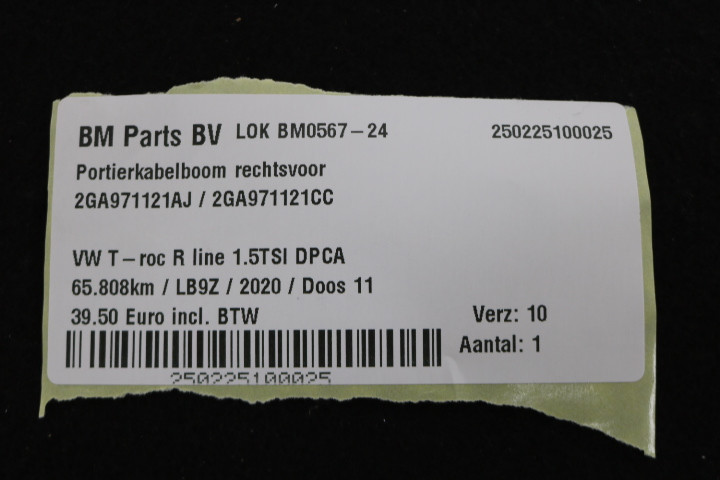 BM Parts BV LOK BM0567-24 250225100025
Portierkabelboom rechtsvoor
2GA971121AJ / 2GA971121CC
VW T-roc R line 1.5TSI DPCA
65.808km / LB9Z / 2020 / Doos 11
39.50 Euro incl. BTW Verz: 10
Aantal: 1
250225100025